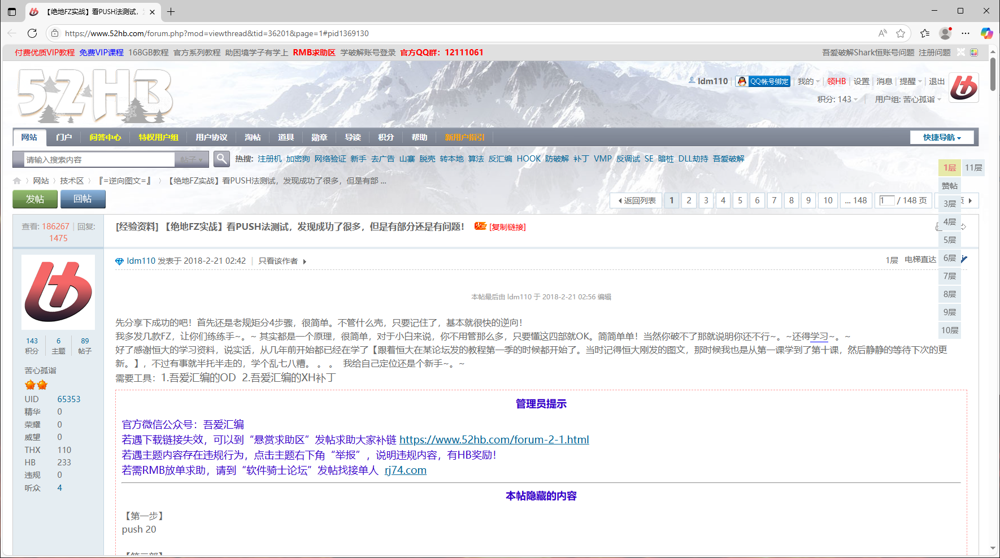 【绝地FZ实战】看PUSH法测试，
https://www.52hb.com/forum.php?mod=viewthread&tid=36201&page=1#pid1369130
付费优质VIP教程 免费VIP课程 168GB教程 官方系列教程 助困境学子有学上 RMB求助区 学破解账号登录 官方QQ群：12111061 吾爱破解Shark恒账号问题 注册问题
52HB
ldm110 QQ帐号绑定 我的 领HB 设置 消息 提醒 退出
积分: 143 用户组: 苦心孤诣
网站 门户 问答中心 特权用户组 用户协议 淘帖 道具 勋章 导读 积分 帮助 新用户指引 快捷导航
请输入搜索内容 帖子 热搜: 注册机 加密狗 网络验证 新手 去广告 山寨 脱壳 转本地 算法 反汇编 HOOK 防破解 补丁 VMP 反调试 SE 暗桩 DLL劫持 吾爱破解
1层 11层
网站 技术区 『=逆向图文=』 【绝地FZ实战】看PUSH法测试，发现成功了很多，但是有部 ...
赞帖
发帖 回帖 返回列表 1 2 3 4 5 6 7 8 9 10 ... 148 1 / 148 页 页
3层
4层
5层
6层
7层
8层
9层
10层
查看: 186267 | 回复: 1475
[经验资料] 【绝地FZ实战】看PUSH法测试，发现成功了很多，但是有部分还是有问题！ 火 [复制链接]
ldm110 发表于 2018-2-21 02:42 | 只看该作者 1层 电梯直达
本帖最后由 ldm110 于 2018-2-21 02:56 编辑
143 6 89
积分 主题 帖子
苦心孤诣
UID 65353
精华 0
荣耀 0
威望 0
THX 110
HB 233
违规 0
听众 4
先分享下成功的吧！首先还是老规矩分4步骤，很简单。不管什么壳，只要记住了，基本就很快的逆向！
我多发几款FZ，让你们练练手~。~ 其实都是一个原理，很简单，对于小白来说，你不用管那么多，只要懂这四部就OK。简简单单！当然你破不了那就说明你还不行~。~还得学习~。~
好了感谢恒大的学习资料，说实话，从几年前开始都已经在学了【跟着恒大在某论坛发的教程第一季的时候都开始了。当时记得恒大刚发的图文，那时候我也是从第一课学到了第十课，然后静静的等待下次的更
新。】，不过有事就半托半走的，学个乱七八糟。 。 。 我给自己定位还是个新手~。~
需要工具：1.吾爱汇编的OD 2.吾爱汇编的XH补丁
管理员提示
官方微信公众号：吾爱汇编
若遇下载链接失效，可以到“悬赏求助区”发帖求助大家补链 https://www.52hb.com/forum-2-1.html
若遇主题内容存在违规行为，点击主题右下角“举报”，说明违规内容，有HB奖励！
若需RMB放单求助，请到“软件骑士论坛”发帖找接单人 rj74.com
本帖隐藏的内容
【第一步】
push 20